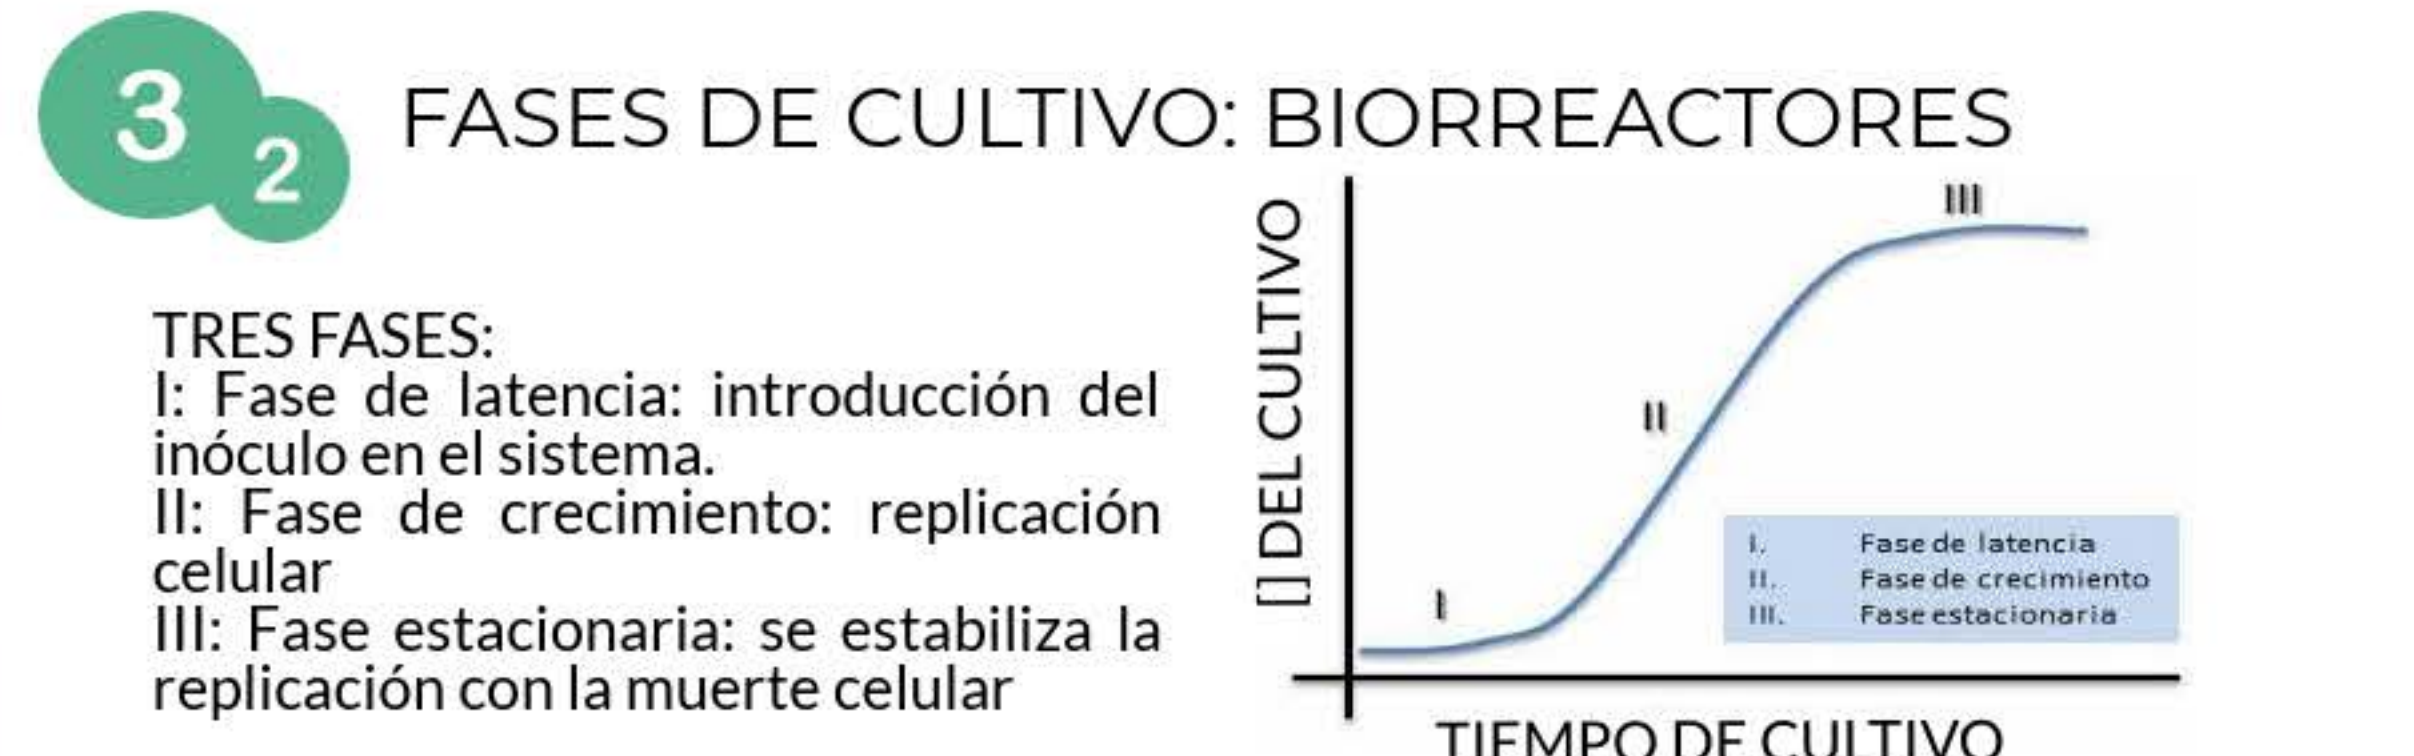 3
2
FASES DE CULTIVO: BIORREACTORES
TRES FASES:
I: Fase de latencia: introducción del
inóculo en el sistema.
II: Fase de crecimiento: replicación
celular
III: Fase estacionaria: se estabiliza la
replicación con la muerte celular
[] DEL CULTIVO
I
II
III
I. Fase de latencia
II. Fase de crecimiento
III. Fase estacionaria
TIEMPO DE CULTIVO